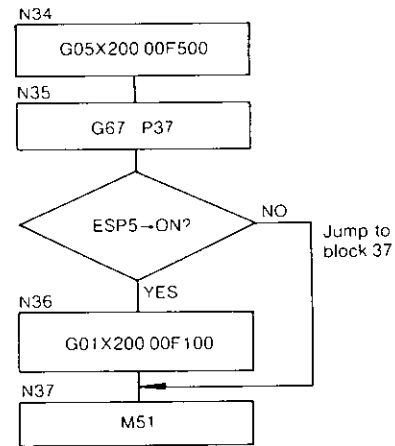 N34
G05X200 00F500
N35
G67 P37
ESP5→ON?
NO
Jump to
block 37
YES
N36
G01X200 00F100
N37
M51